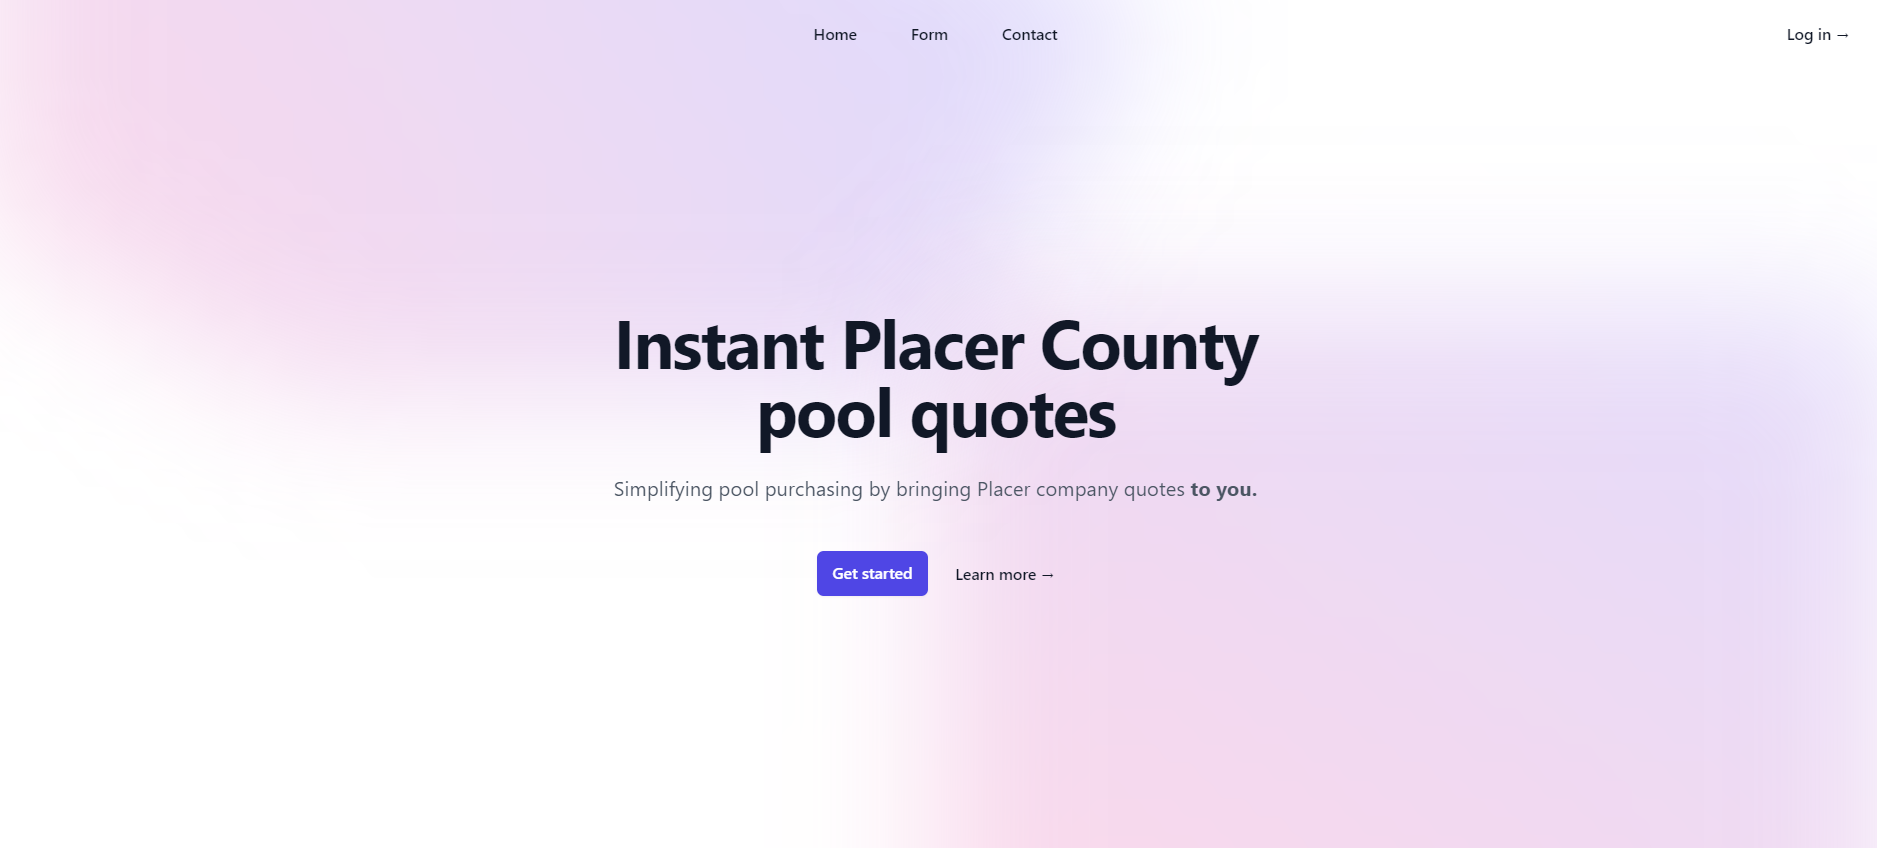 Home Form Contact Log in →
Instant Placer County
pool quotes
Simplifying pool purchasing by bringing Placer company quotes to you.
Get started Learn more →